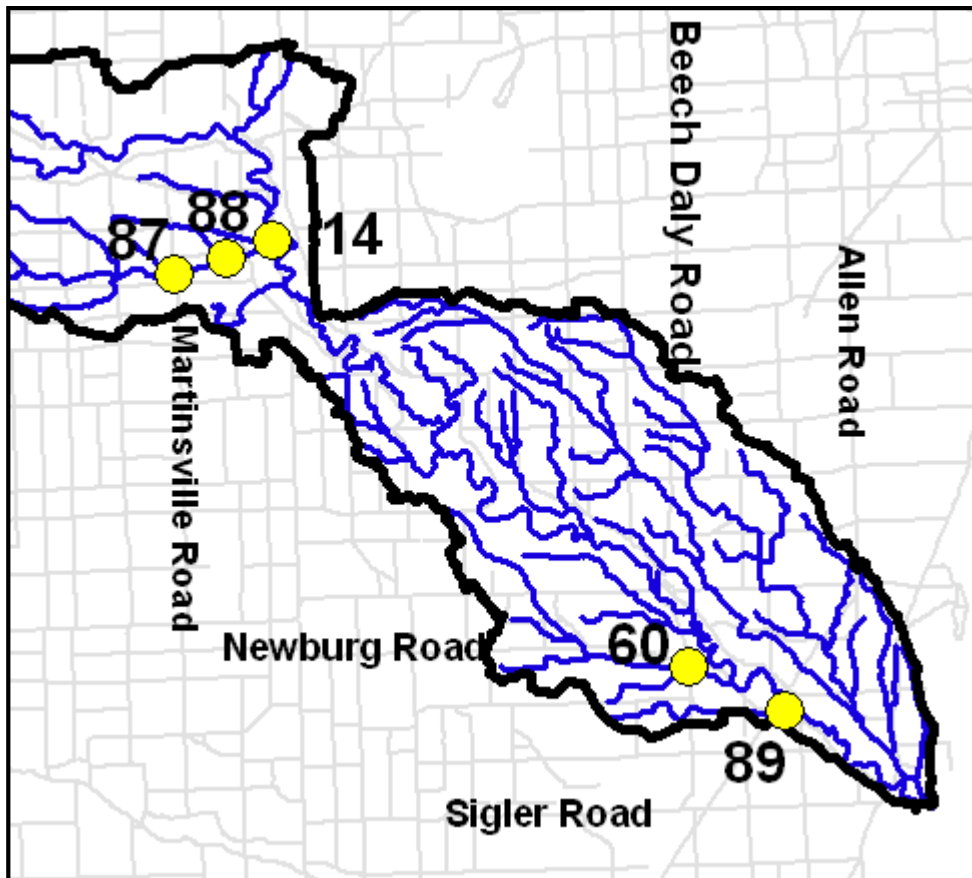 Beech Daly Road
Allen Road
88
14
87
Martinsville Road
Newburg Road
60
89
Sigler Road